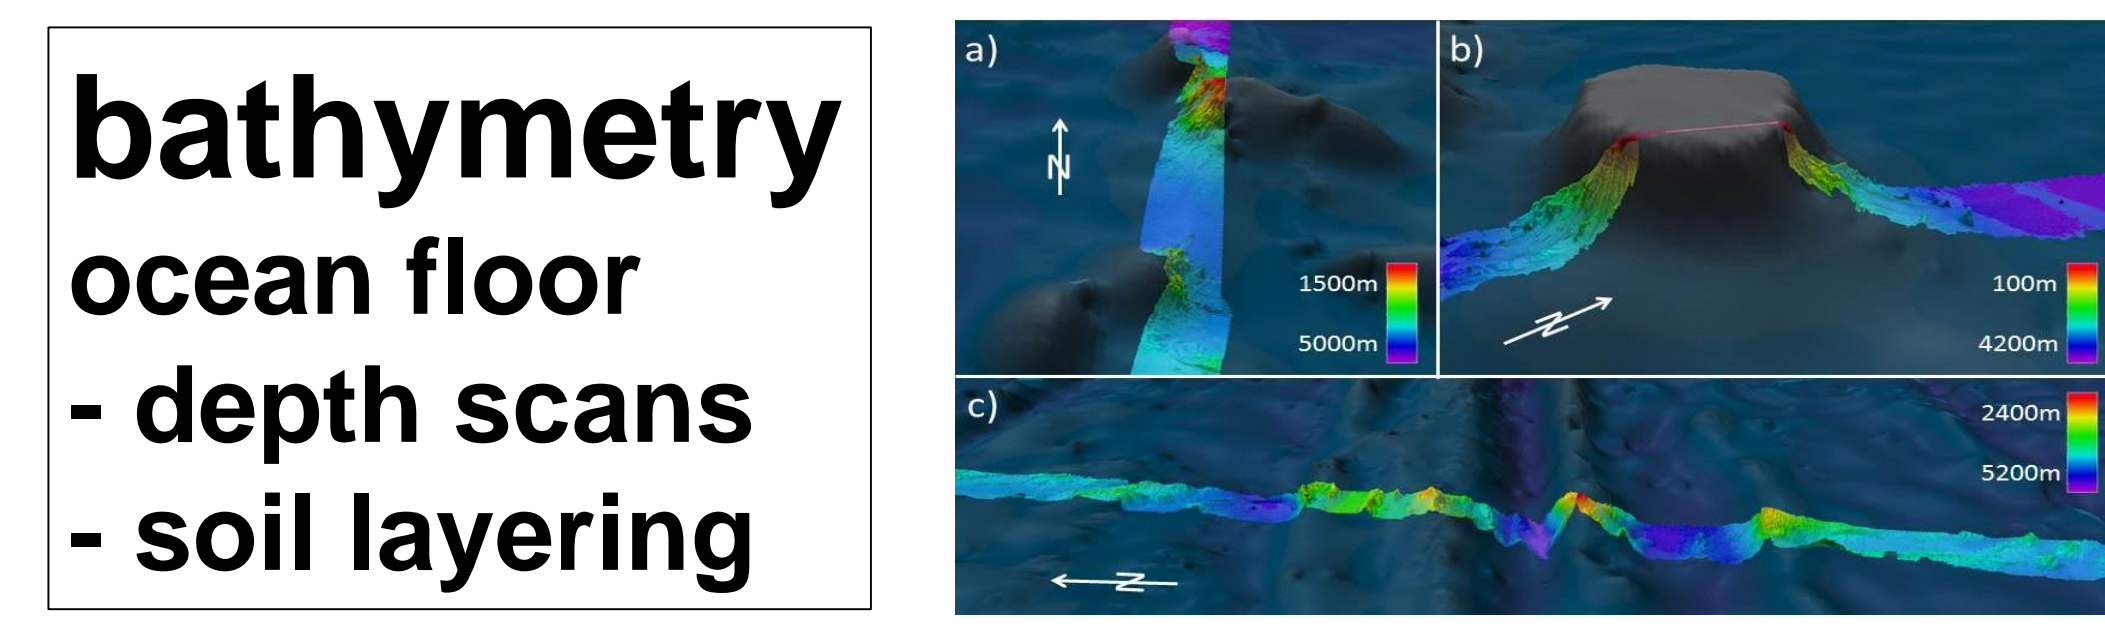 bathymetry
ocean floor
- depth scans
- soil layering
a)
N
1500m
5000m
b)
N
100m
4200m
c)
2400m
5200m
N